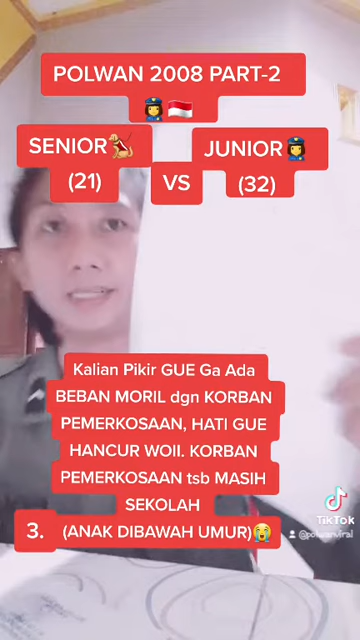 POLWAN 2008 PART-2
👮‍♀️🇮🇩
SENIOR🦮
(21)
VS
JUNIOR👮‍♀️
(32)
Kalian Pikir GUE Ga Ada
BEBAN MORIL dgn KORBAN
PEMERKOSAAN, HATI GUE
HANCUR WOII. KORBAN
PEMERKOSAAN tsb MASIH
SEKOLAH
3. (ANAK DIBAWAH UMUR)😭
TikTok
@polwanviral